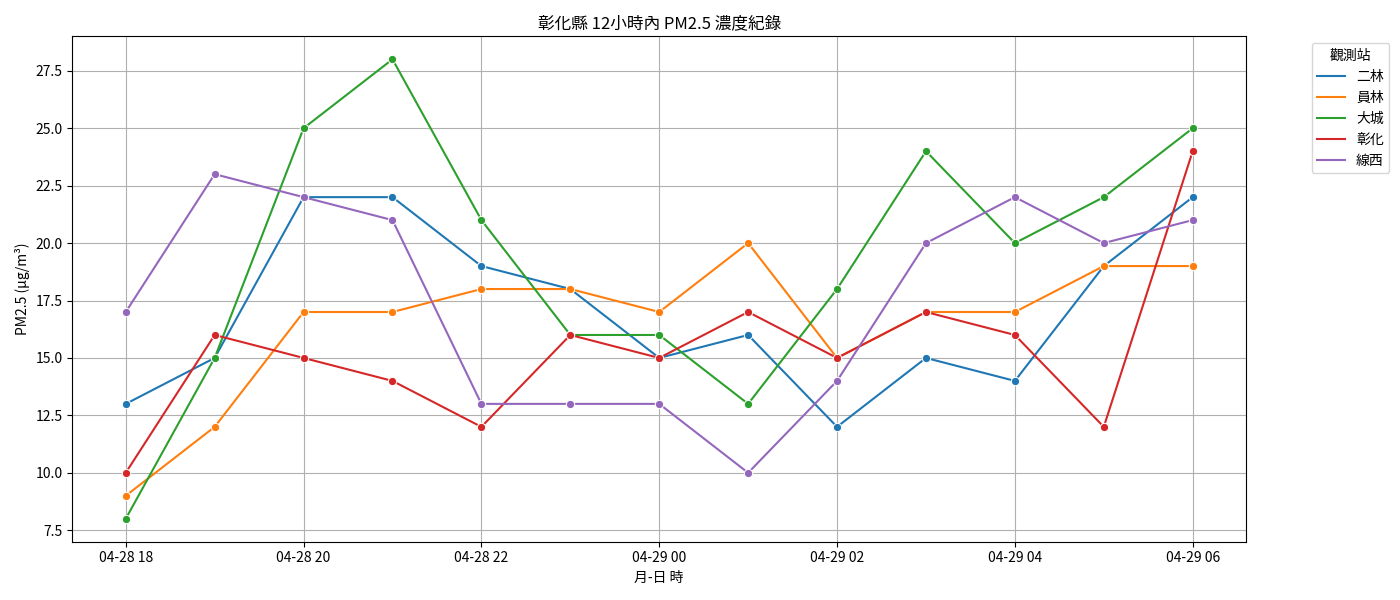 彰化縣 12小時內 PM2.5 濃度紀錄
PM2.5 (μg/m³)
27.5
25.0
22.5
20.0
17.5
15.0
12.5
10.0
7.5
04-28 18
04-28 20
04-28 22
04-29 00
04-29 02
04-29 04
04-29 06
月-日 時
觀測站
二林
員林
大城
彰化
線西